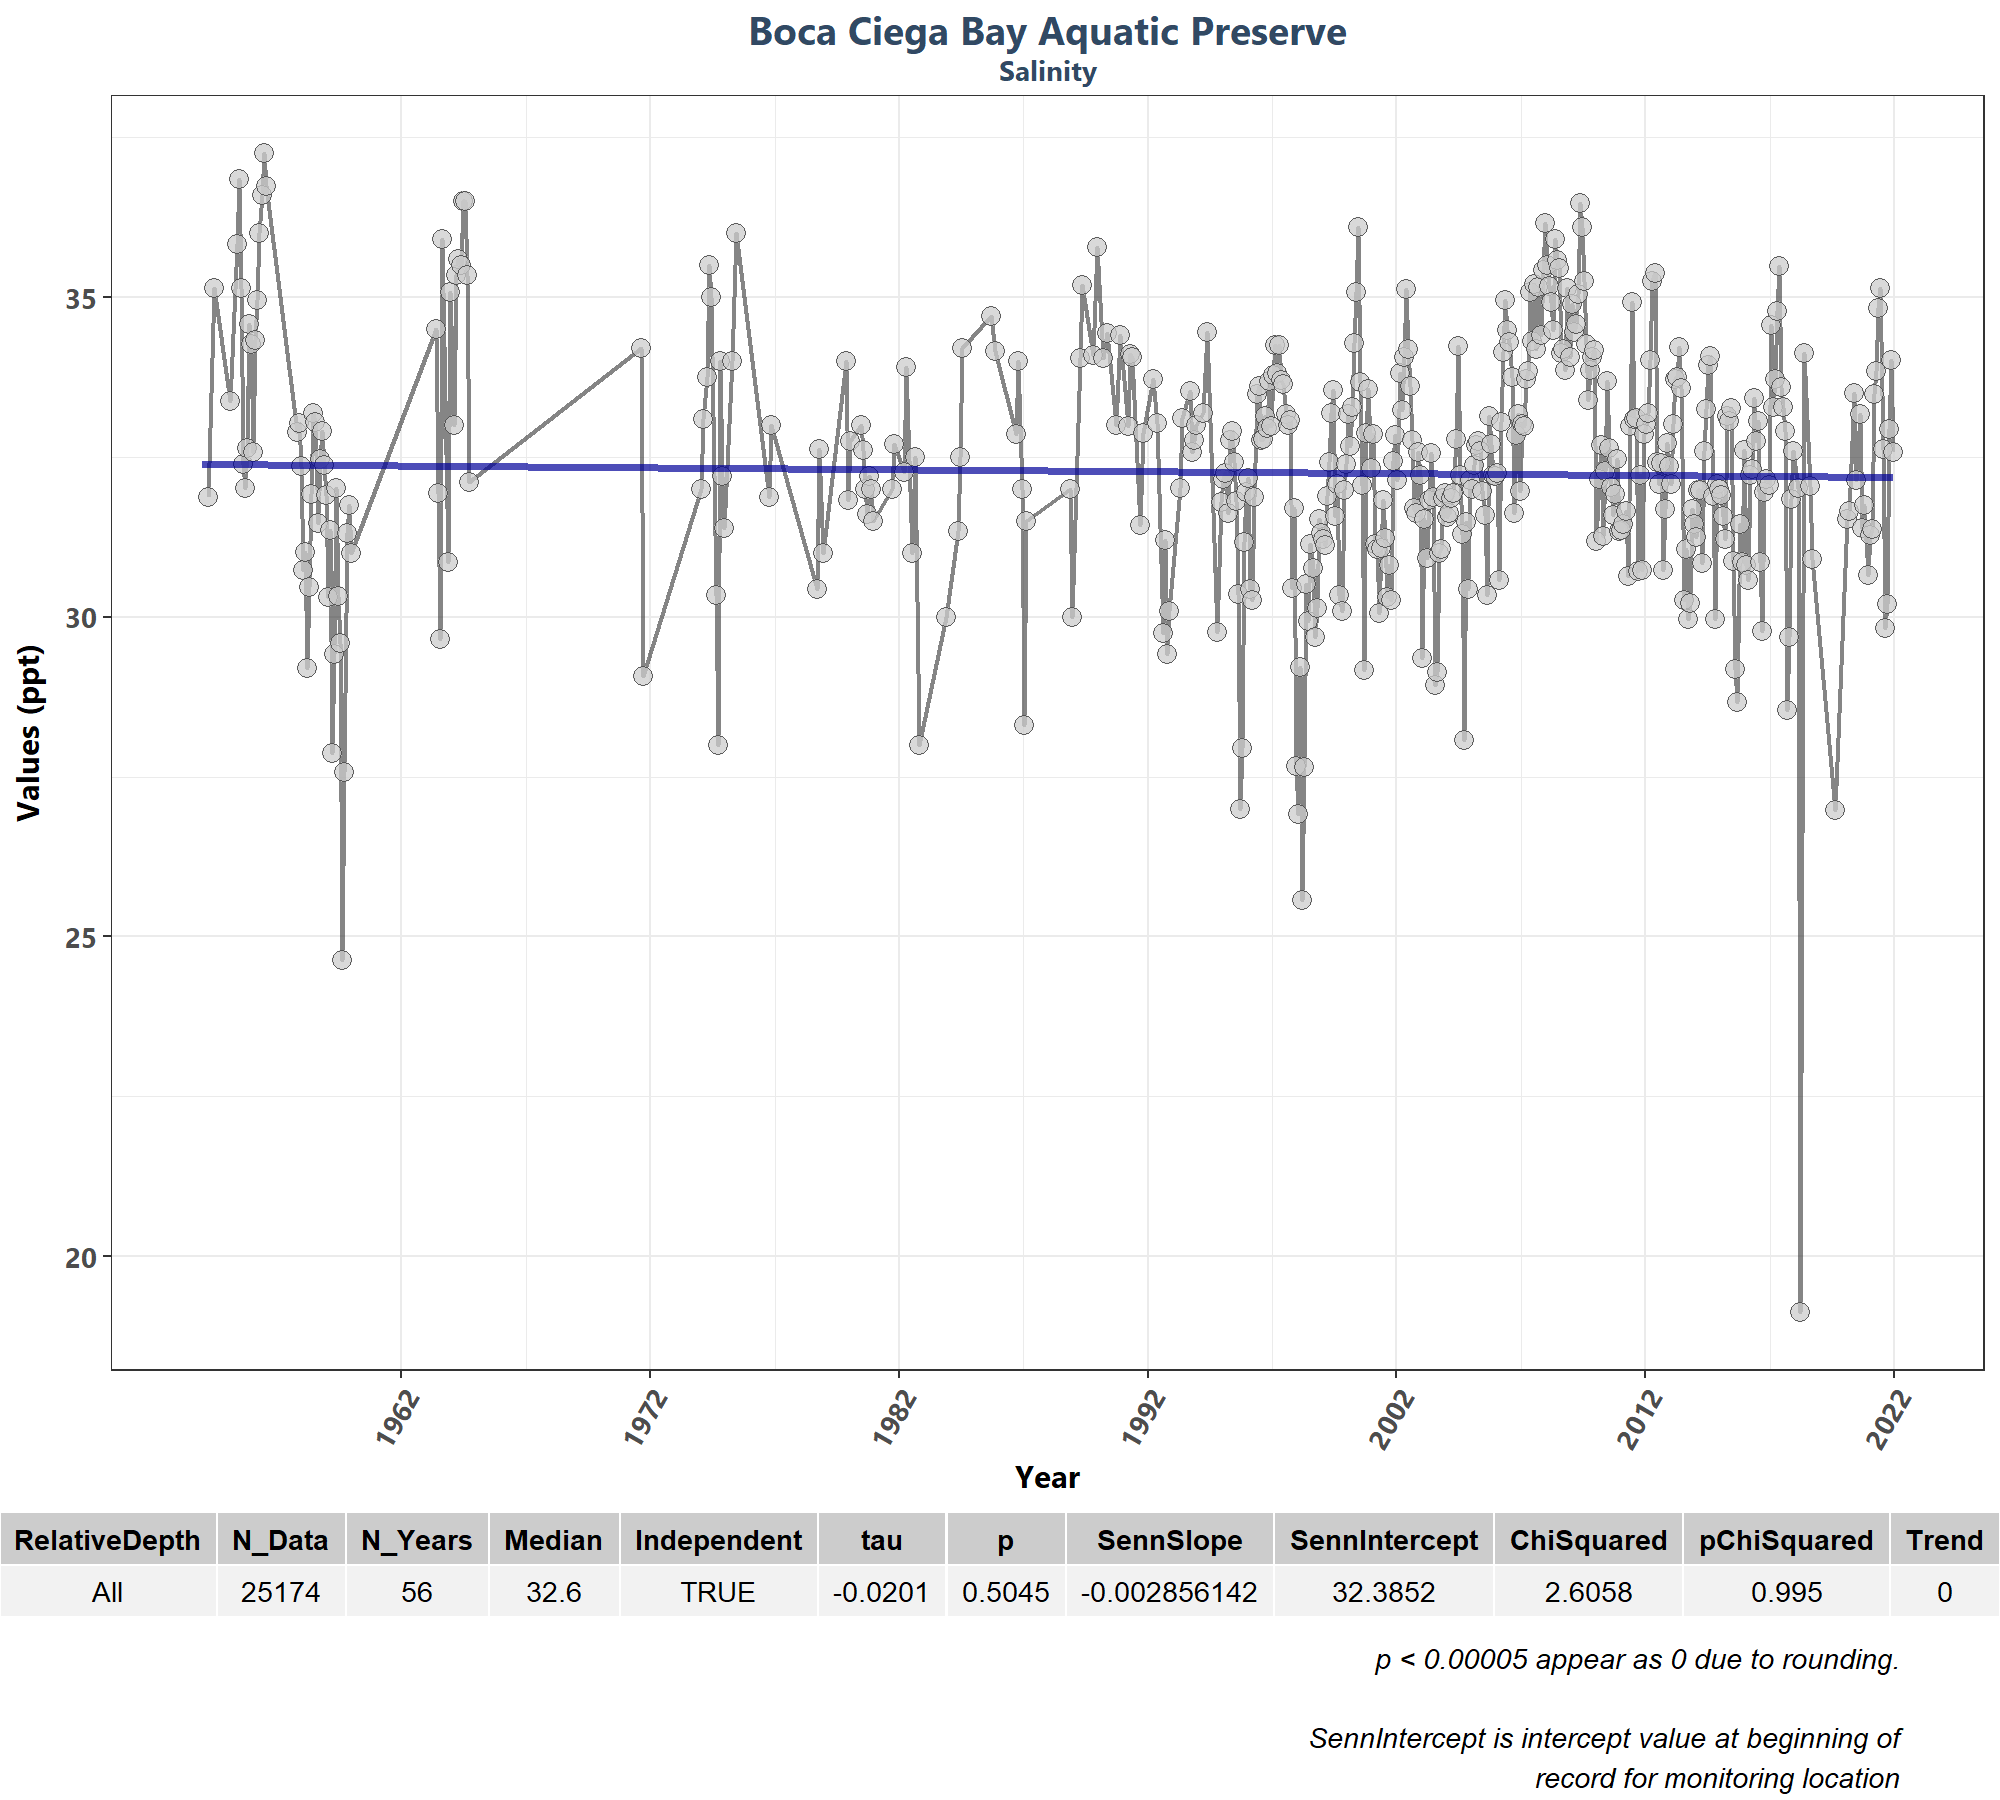 Boca Ciega Bay Aquatic Preserve
Salinity
Values (ppt)
35
30
25
20
1962 1972 1982 1992 2002 2012 2022
Year
RelativeDepth N_Data N_Years Median Independent tau p SennSlope SennIntercept ChiSquared pChiSquared Trend
All 25174 56 32.6 TRUE -0.0201 0.5045 -0.002856142 32.3852 2.6058 0.995 0
p < 0.00005 appear as 0 due to rounding.
SennIntercept is intercept value at beginning of
record for monitoring location